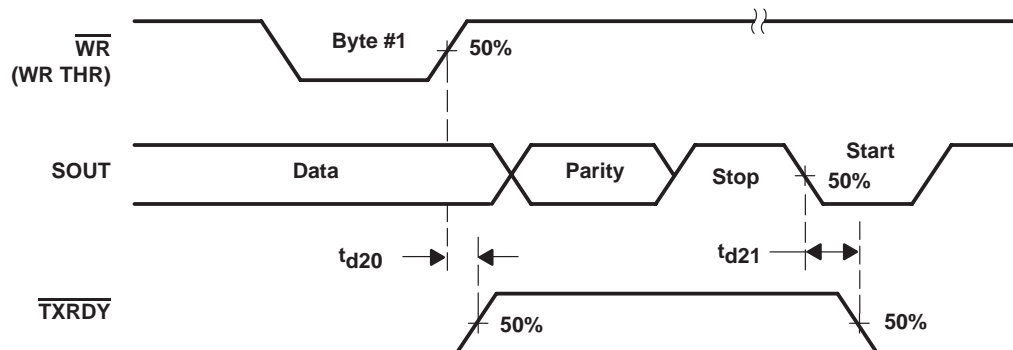 WR
(WR THR)
Byte #1
50%
SOUT
Data
Parity
Stop
Start
50%
td20
td21
TXRDY
50%
50%